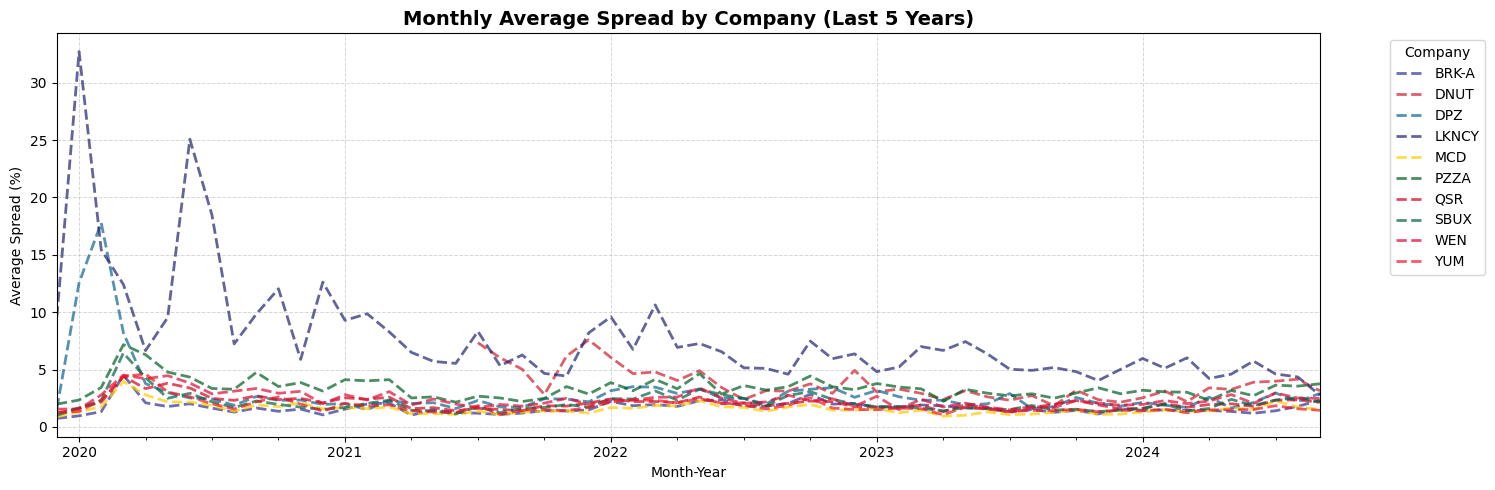 Monthly Average Spread by Company (Last 5 Years)
Average Spread (%)
30
25
20
15
10
5
0
2020
2021
2022
2023
2024
Month-Year
Company
BRK-A
DNUT
DPZ
LKNCY
MCD
PZZA
QSR
SBUX
WEN
YUM